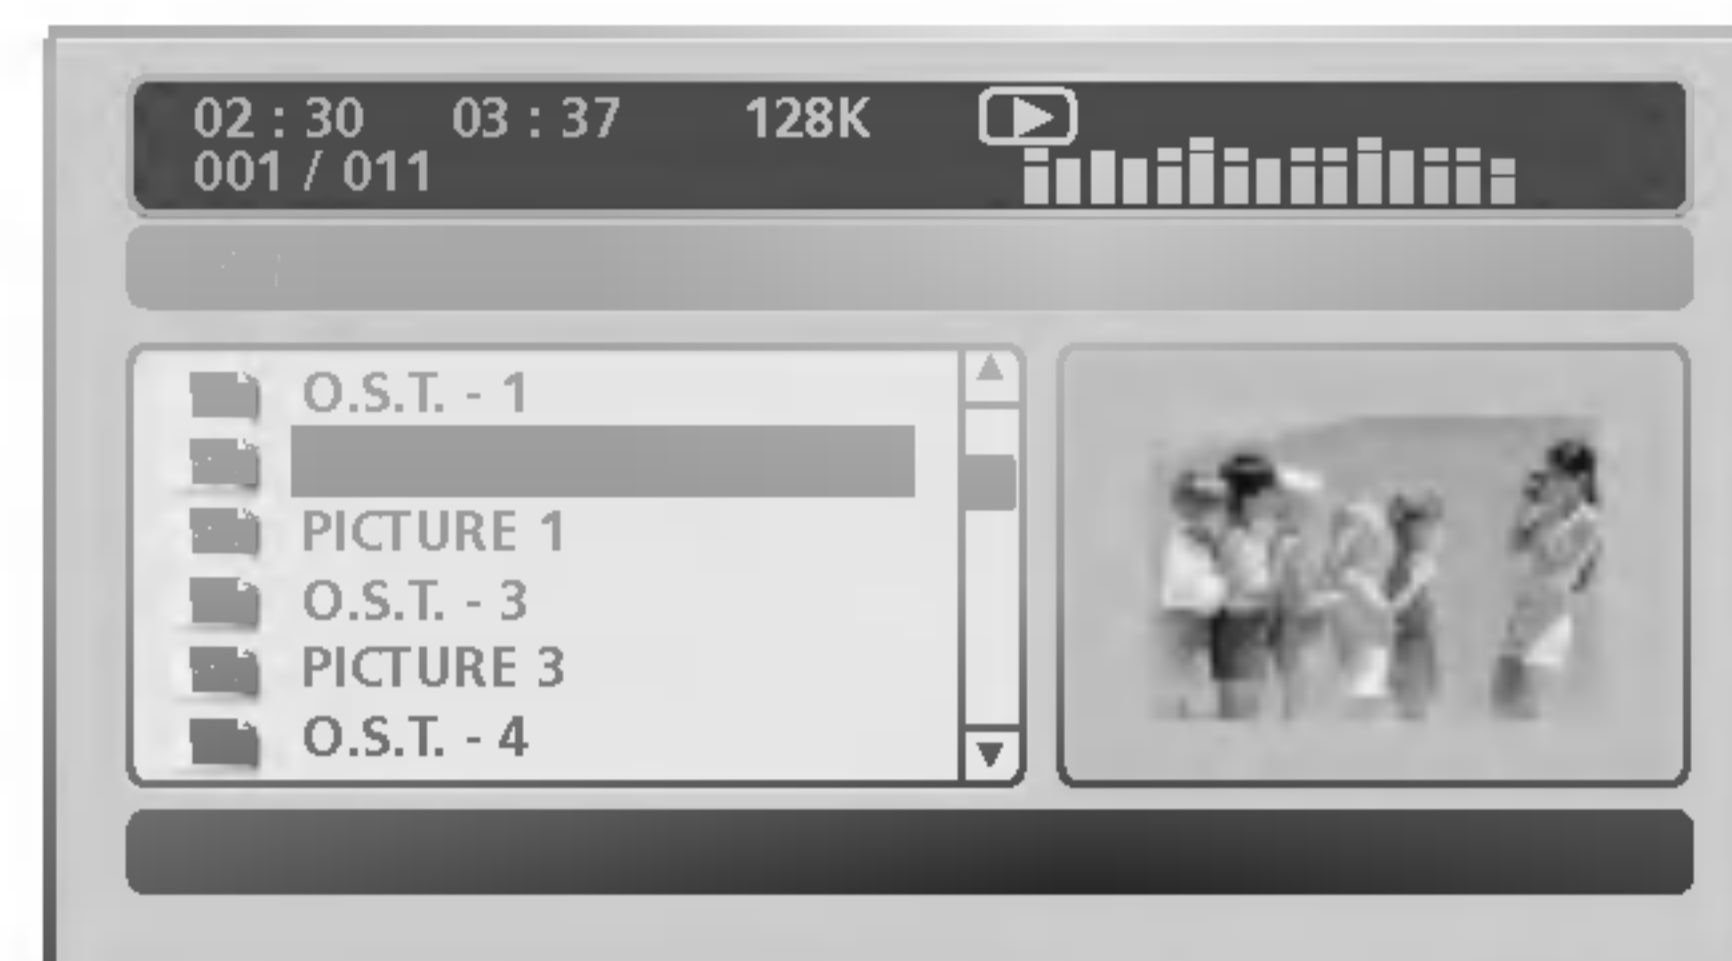 02 : 30 03 : 37 128K
001 / 011
O.S.T. - 1
PICTURE 1
O.S.T. - 3
PICTURE 3
O.S.T. - 4